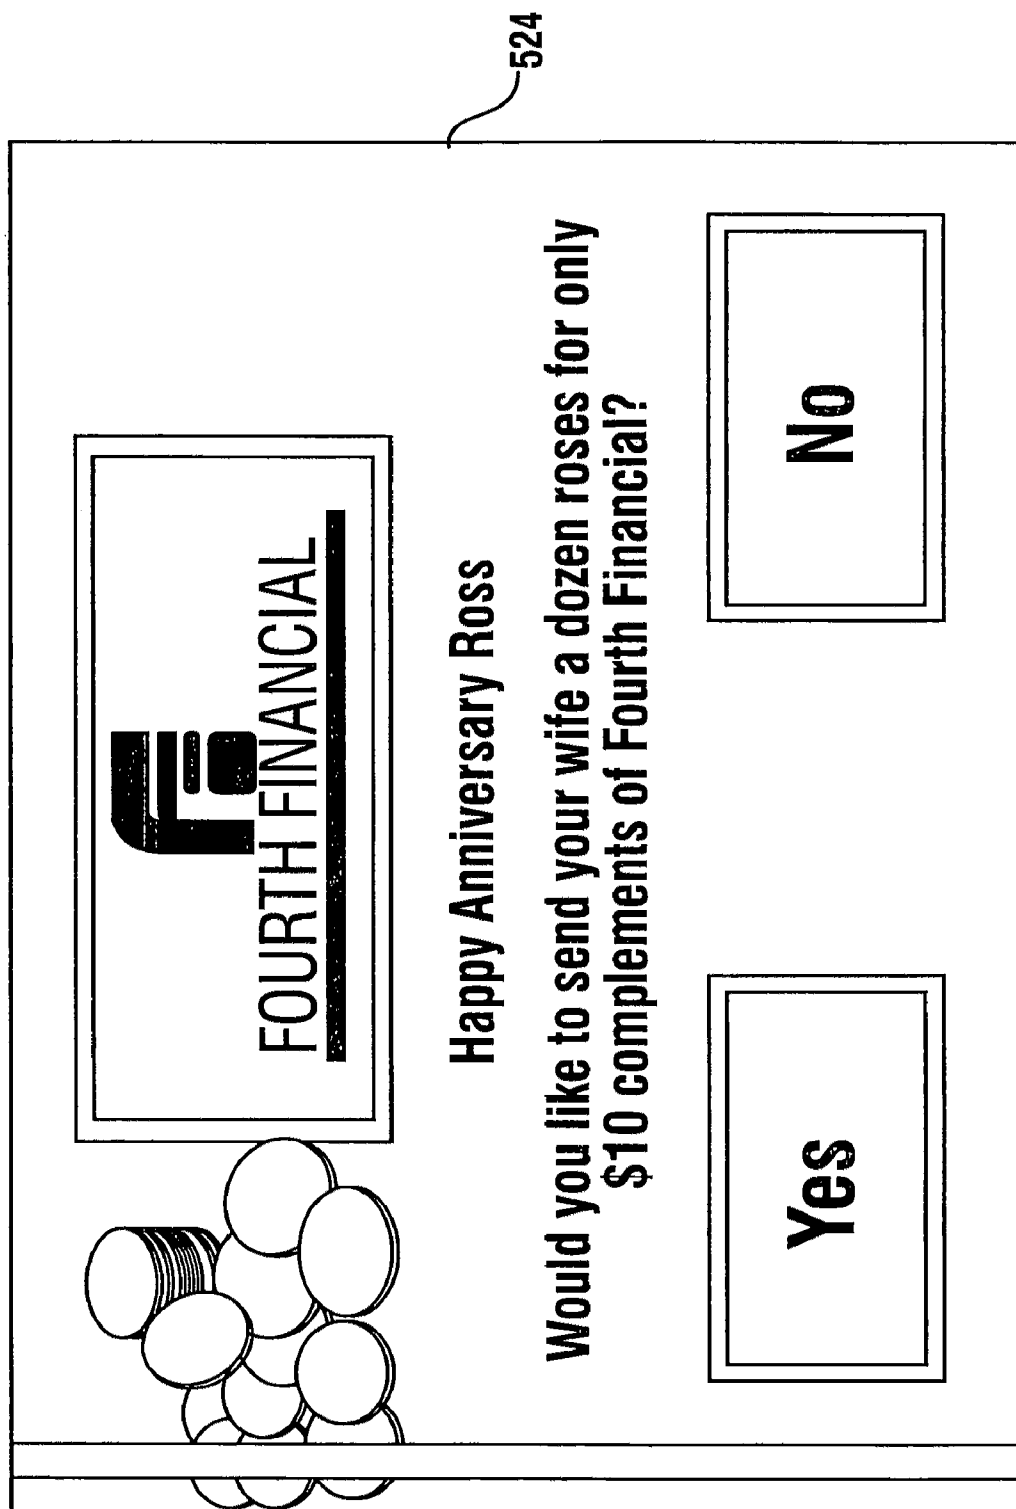 FOURTH FINANCIAL
Happy Anniversary Ross
Would you like to send your wife a dozen roses for only
$10 complements of Fourth Financial?
Yes
No
524